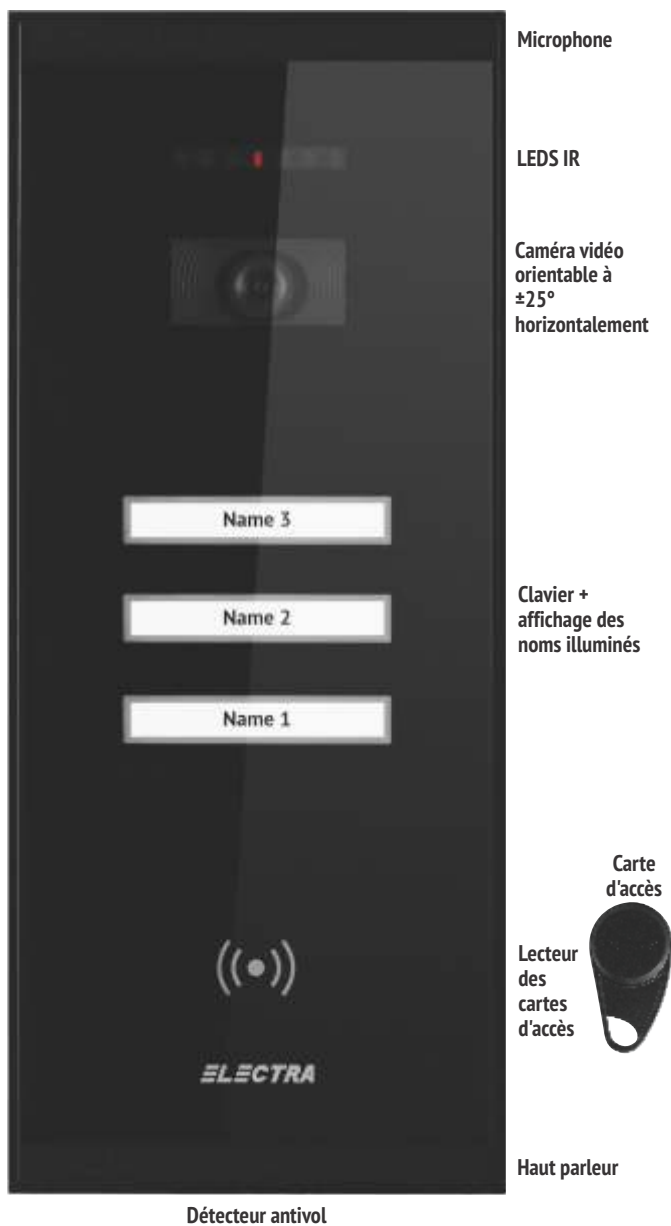 Microphone
LEDS IR
Caméra vidéo
orientable à
±25°
horizontalement
Name 3
Name 2
Name 1
Clavier +
affichage des
noms illuminés
Carte
d'accès
Lecteur
des
cartes
d'accès
ELECTRA
Haut parleur
Détecteur antivol